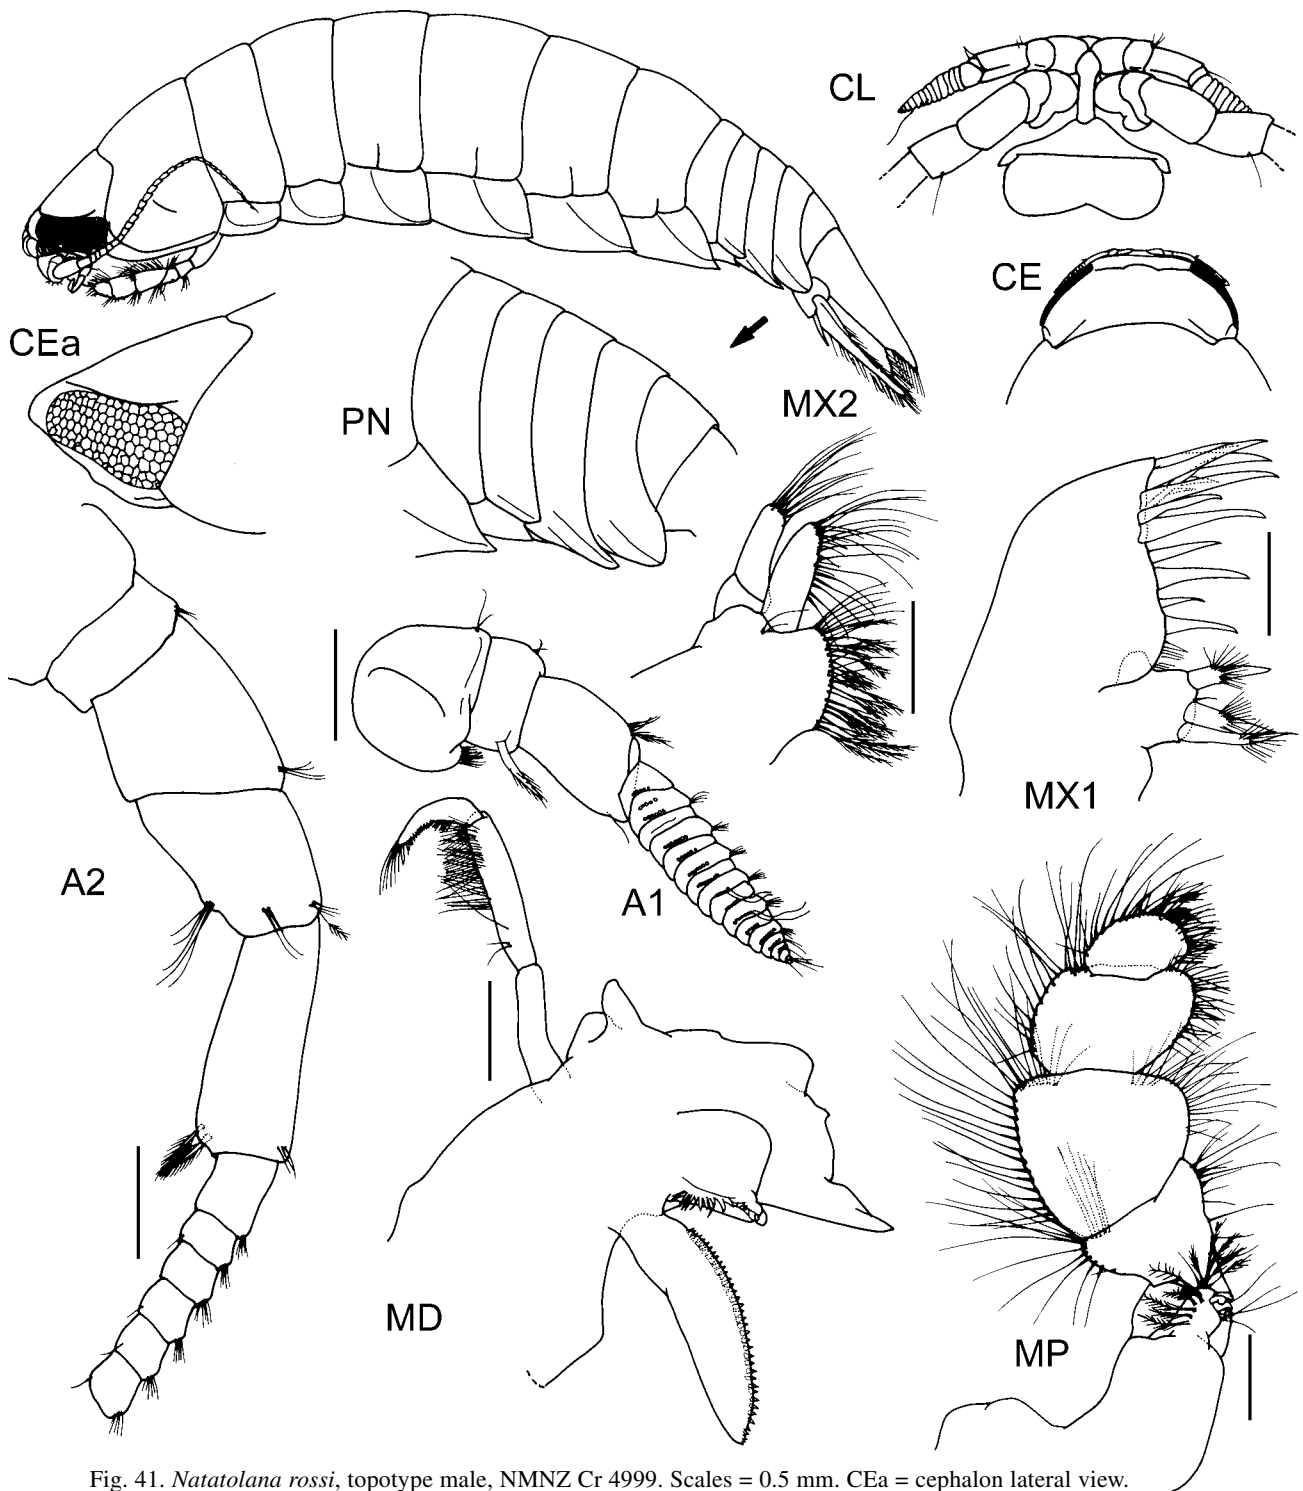 CL
CE
CEa
PN
MX2
MX1
A2
A1
MD
MP
Fig. 41. Natatolana rossi, topotype male, NMNZ Cr 4999. Scales = 0.5 mm. CEa = cephalon lateral view.